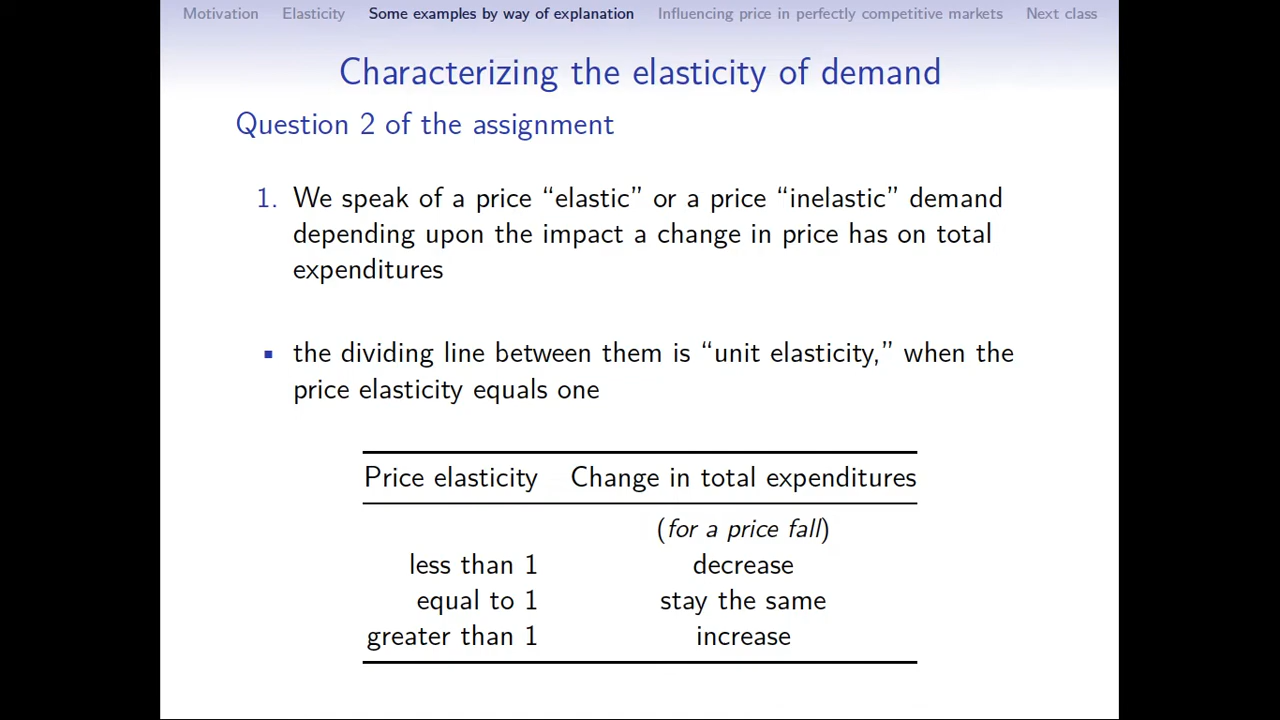 Motivation Elasticity Some examples by way of explanation Influencing price in perfectly competitive markets Next class
Characterizing the elasticity of demand
Question 2 of the assignment
1. We speak of a price “elastic” or a price “inelastic” demand
depending upon the impact a change in price has on total
expenditures
▪ the dividing line between them is “unit elasticity,” when the
price elasticity equals one
Price elasticity Change in total expenditures
(for a price fall)
less than 1 decrease
equal to 1 stay the same
greater than 1 increase